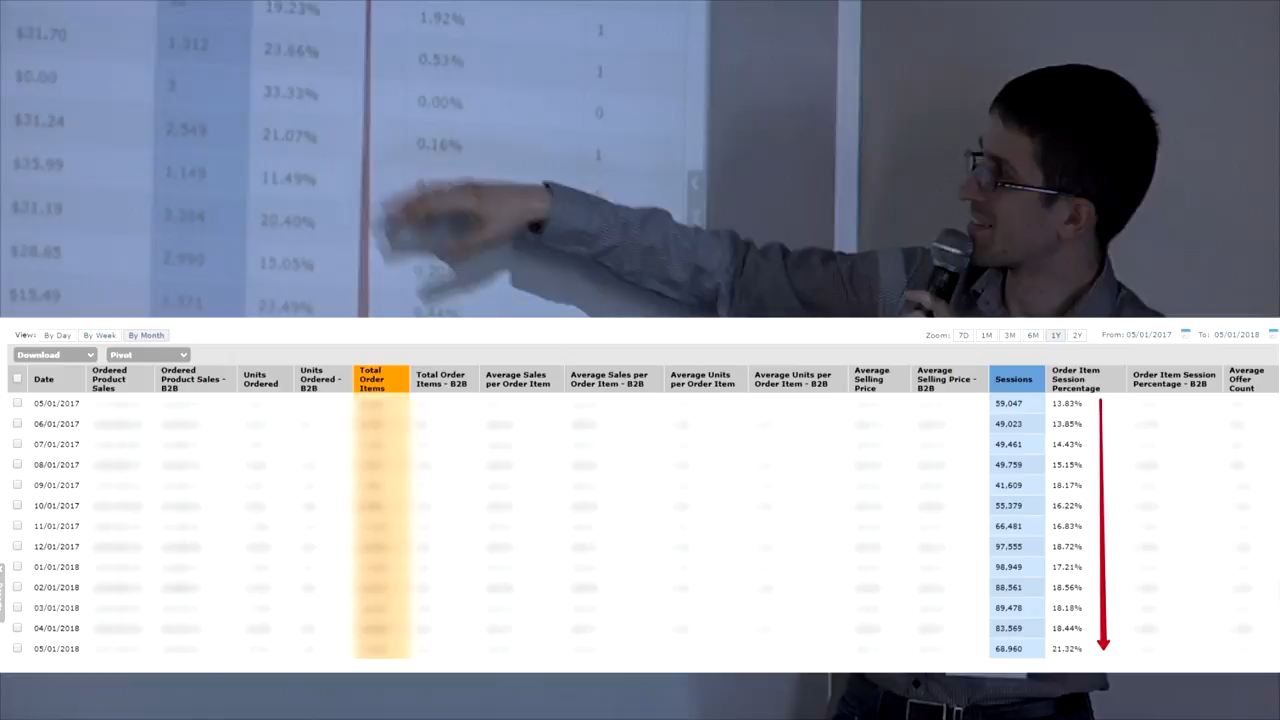 19.23%
1.92%
$31.70
1,312
23.66%
0.53%
1
$0.00
3
33.33%
0.00%
1
$31.24
2,549
21.07%
0.16%
0
$35.99
1,149
11.49%
1
$31.19
20.40%
$28.65
2,990
15.05%
$15.49
23.49%
View: By Day By Week By Month
Zoom: 7D 1M 3M 6M 1Y 2Y From: 05/01/2017 To: 05/01/2018
Download Pivot
Date
Ordered Product Sales
Ordered Product Sales - B2B
Units Ordered
Units Ordered - B2B
Total Order Items
Total Order Items - B2B
Average Sales per Order Item
Average Sales per Order Item - B2B
Average Units per Order Item
Average Units per Order Item - B2B
Average Selling Price
Average Selling Price - B2B
Sessions
Order Item Session Percentage
Order Item Session Percentage - B2B
Average Offer Count
05/01/2017 59,047 13.83%
06/01/2017 49,023 13.85%
07/01/2017 49,461 14.43%
08/01/2017 49,759 15.15%
09/01/2017 41,609 18.17%
10/01/2017 55,379 16.22%
11/01/2017 66,481 16.83%
12/01/2017 97,555 18.72%
01/01/2018 98,949 17.21%
02/01/2018 88,561 18.56%
03/01/2018 89,478 18.18%
04/01/2018 83,569 18.44%
05/01/2018 68,960 21.32%